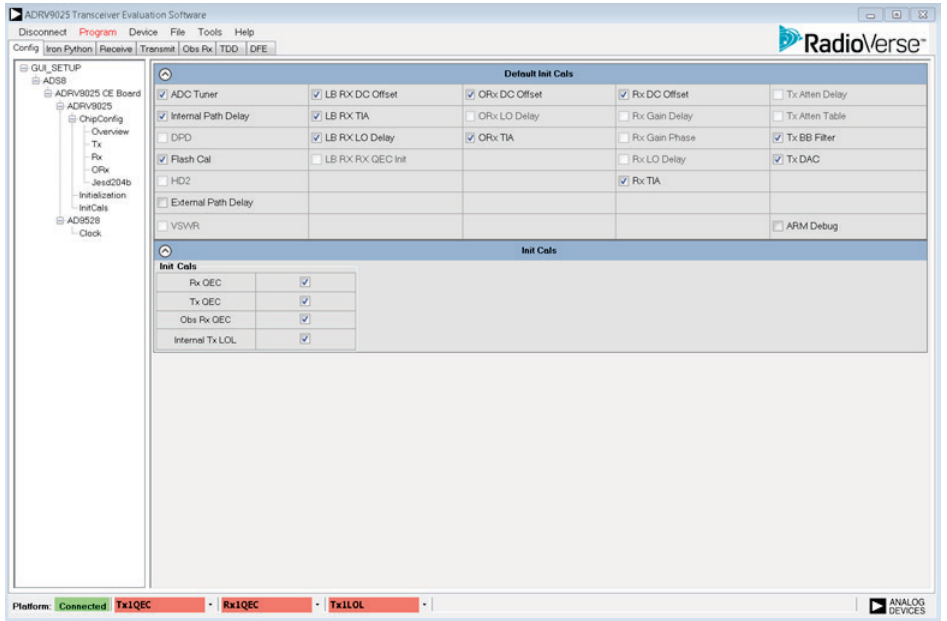 ADRV9025 Transceiver Evaluation Software
Disconnect Program Device File Tools Help
RadioVerse™
Config Iron Python Receive Transmit Obs Rx TDD DFE
GUI_SETUP
ADS8
ADRV9025 CE Board
ADRV9025
ChipConfig
Overview
Tx
Rx
ORx
Jesd204b
Initialization
InitCals
AD9528
Clock
Default Init Cals
ADC Tuner LB RX DC Offset ORx DC Offset Rx DC Offset Tx Atten Delay
Internal Path Delay LB RX TIA ORx LO Delay Rx Gain Delay Tx Atten Table
DPD LB RX LO Delay ORx TIA Rx Gain Phase Tx BB Filter
Flash Cal LB RX RX QEC Init Rx LO Delay Tx DAC
HD2 Rx TIA
External Path Delay
VSWR ARM Debug
Init Cals
Init Cals
Rx QEC
Tx QEC
Obs Rx QEC
Internal Tx LOL
Platform: Connected Tx1QEC - Rx1QEC - Tx1LOL -
ANALOG
DEVICES